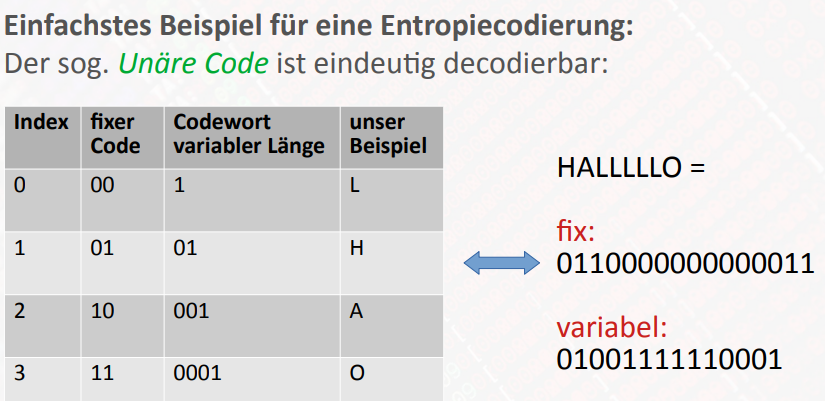 Einfachstes Beispiel für eine Entropiecodierung:
Der sog. Unäre Code ist eindeutig decodierbar:
Index fixer Code Codewort variabler Länge unser Beispiel
0 00 1 L
1 01 01 H
2 10 001 A
3 11 0001 O
HALLLLLO =
fix:
0110000000000011
variabel:
01001111110001